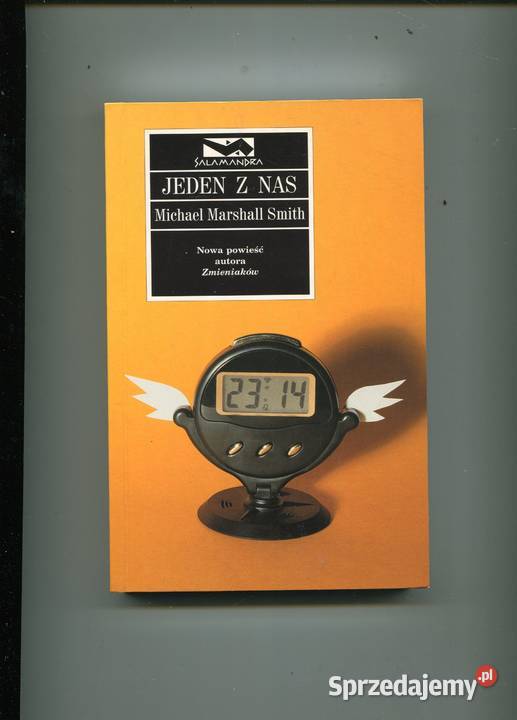 SALAMANDRA
JEDEN Z NAS
Michael Marshall Smith
Nowa powieść
autora
Zmieniaków
23:14
Sprzedajemy.pl